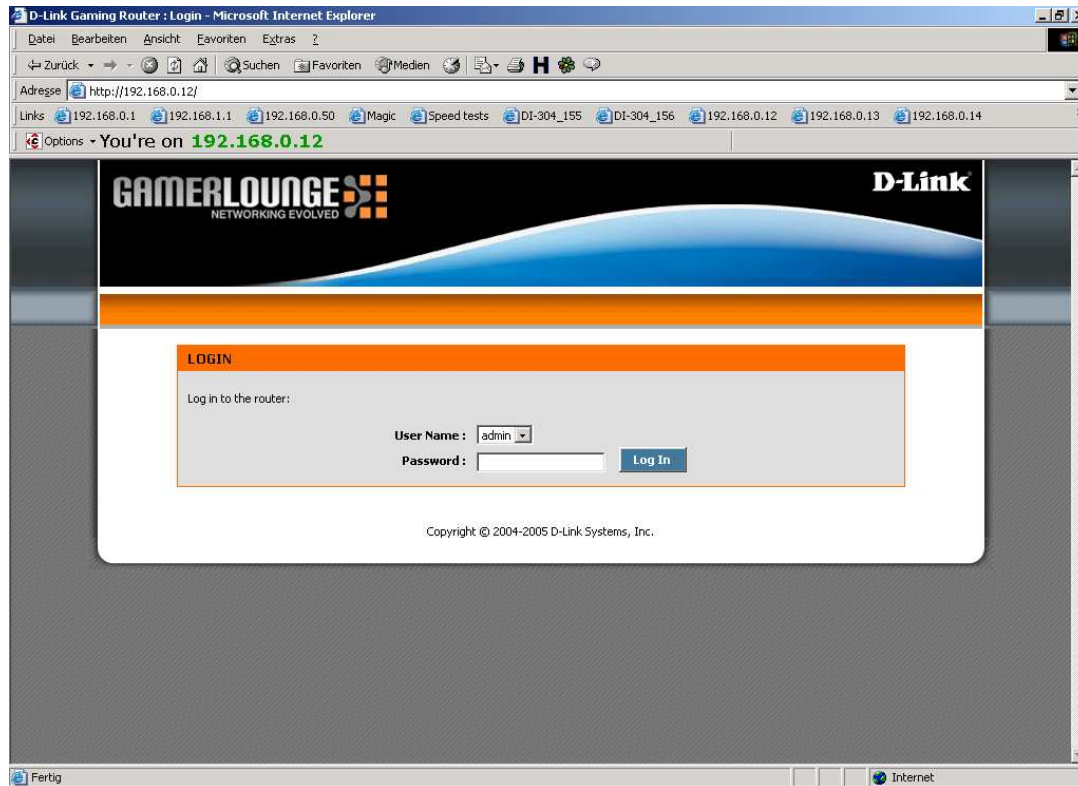 D-Link Gaming Router : Login - Microsoft Internet Explorer
Datei Bearbeiten Ansicht Favoriten Extras ?
Zurück Suchen Favoriten Medien H
Adresse http://192.168.0.12/
Links 192.168.0.1 192.168.1.1 192.168.0.50 Magic Speed tests DI-304_155 DI-304_156 192.168.0.12 192.168.0.13 192.168.0.14
Options You're on 192.168.0.12
GAMERLOUNGE
NETWORKING EVOLVED
D-Link
LOGIN
Log in to the router:
User Name : admin
Password : Log In
Copyright © 2004-2005 D-Link Systems, Inc.
Fertig Internet